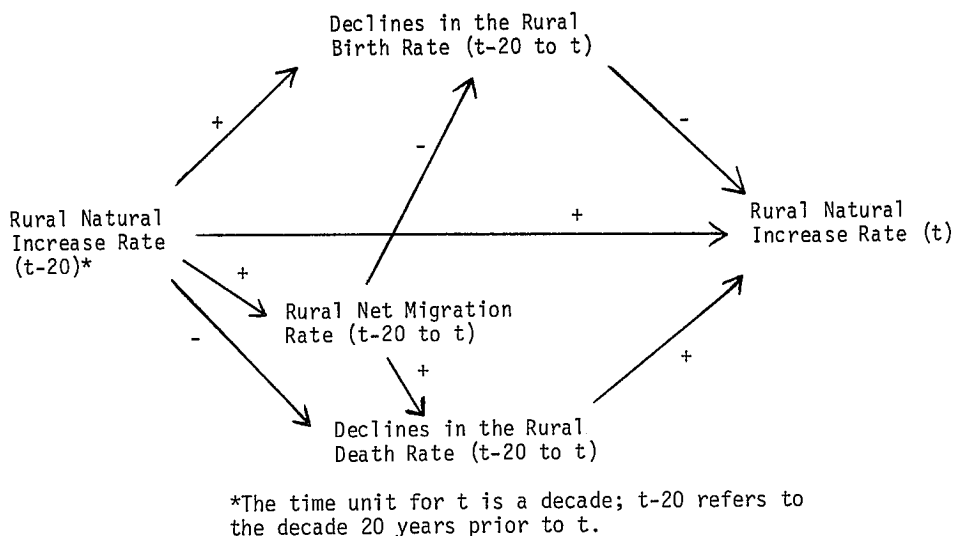 Declines in the Rural
Birth Rate (t-20 to t)
+
-
-
Rural Natural
Increase Rate
(t-20)*
+
Rural Natural
Increase Rate (t)
+
Rural Net Migration
Rate (t-20 to t)
-
+
+
Declines in the Rural
Death Rate (t-20 to t)
*The time unit for t is a decade; t-20 refers to
the decade 20 years prior to t.